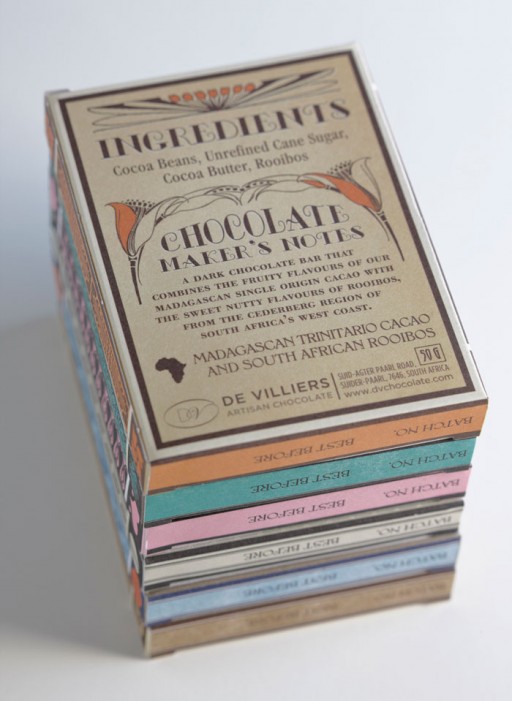 INGREDIENTS
Cocoa Beans, Unrefined Cane Sugar,
Cocoa Butter, Rooibos
CHOCOLATE
MAKER'S NOTES
A DARK CHOCOLATE BAR THAT
COMBINES THE FRUITY FLAVOURS OF OUR
MADAGASCAN SINGLE ORIGIN CACAO WITH
THE SWEET NUTTY FLAVOURS OF ROOIBOS,
FROM THE CEDERBERG REGION OF
SOUTH AFRICA'S WEST COAST.
MADAGASCAN TRINITARIO CACAO
AND SOUTH AFRICAN ROOIBOS
50 G
DE VILLIERS
ARTISAN CHOCOLATE
SUID-AGTER PAARL ROAD,
SUIDER-PAARL, 7646, SOUTH AFRICA
www.dvchocolate.com
BATCH NO. BEST BEFORE
BATCH NO. BEST BEFORE
BATCH NO. BEST BEFORE
BATCH NO. BEST BEFORE
BATCH NO. BEST BEFORE